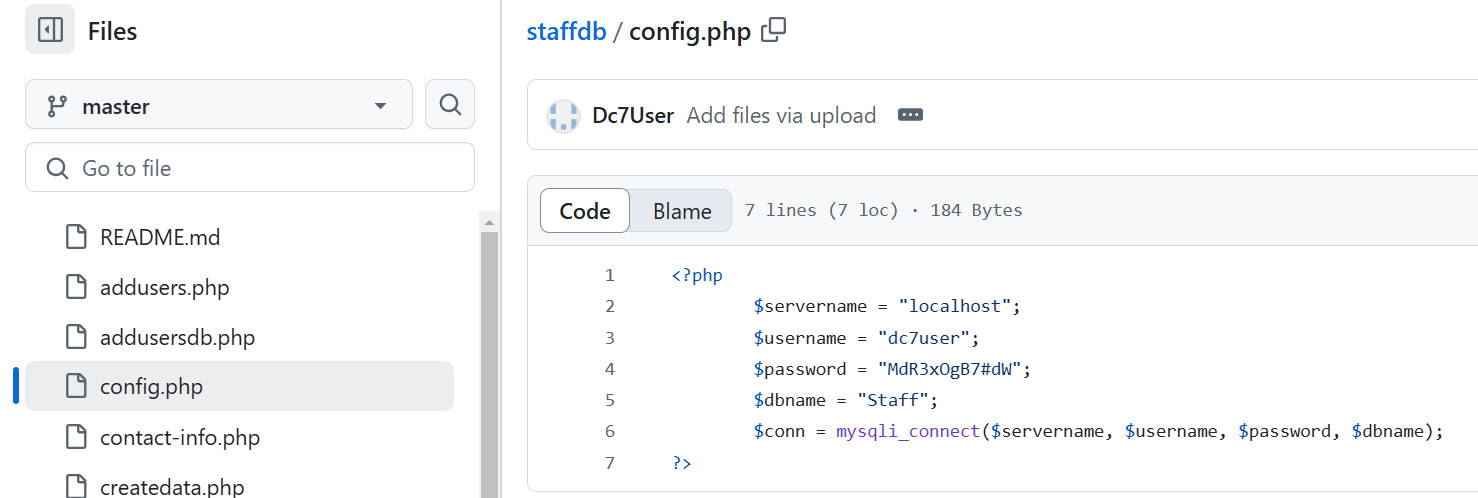 Files
master
Go to file
README.md
addusers.php
addusersdb.php
config.php
contact-info.php
createdata.php
staffdb / config.php
Dc7User Add files via upload
Code Blame 7 lines (7 loc) · 184 Bytes
1 <?php
2 $servername = "localhost";
3 $username = "dc7user";
4 $password = "MdR3xOgB7#dW";
5 $dbname = "Staff";
6 $conn = mysqli_connect($servername, $username, $password, $dbname);
7 ?>